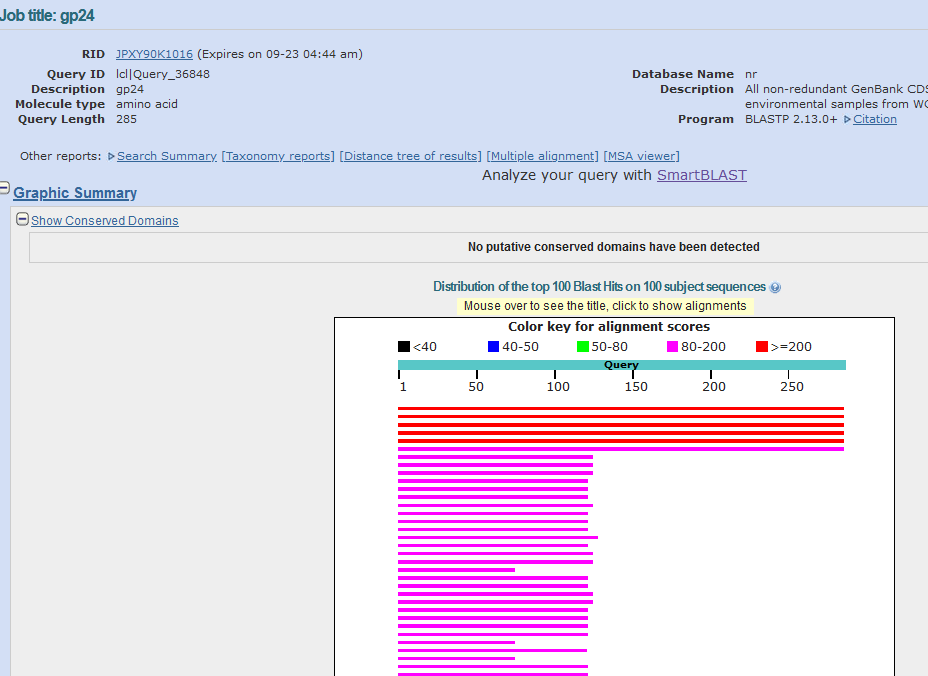 Job title: gp24
RID JPXY90K1016 (Expires on 09-23 04:44 am)
Query ID lcl|Query_36848
Description gp24
Molecule type amino acid
Query Length 285
Database Name nr
Description All non-redundant GenBank CDS
environmental samples from WG
Program BLASTP 2.13.0+ Citation
Other reports: Search Summary [Taxonomy reports] [Distance tree of results] [Multiple alignment] [MSA viewer]
Analyze your query with SmartBLAST
Graphic Summary
Show Conserved Domains
No putative conserved domains have been detected
Distribution of the top 100 Blast Hits on 100 subject sequences
Mouse over to see the title, click to show alignments
Color key for alignment scores
<40 40-50 50-80 80-200 >=200
Query
1 50 100 150 200 250